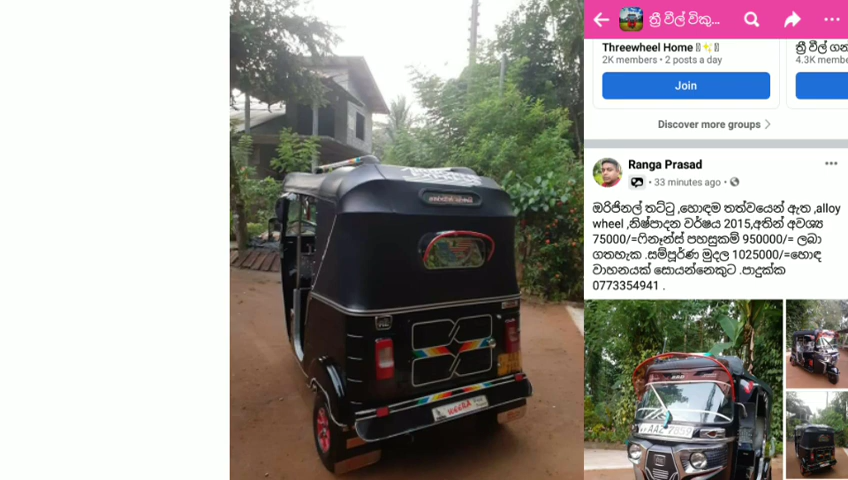 ත්‍රී වීල් විකු...
Threewheel Home
2K members • 2 posts a day
Join
ත්‍රී වීල් ගන
4.3K membe
Discover more groups
Ranga Prasad
33 minutes ago
ඔරිජිනල් තට්ටු ,හොඳම තත්වයෙන් ඇත ,alloy
wheel ,නිෂ්පාදන වර්ෂය 2015,අතින් අවශ්‍ය
75000/=ෆිනෑන්ස් පහසුකම් 950000/= ලබා
ගතහැක .සම්පූර්ණ මුදල 1025000/=හොඳ
වාහනයක් සොයන්නෙකුට .පාදුක්ක
0773354941 .
WEERA